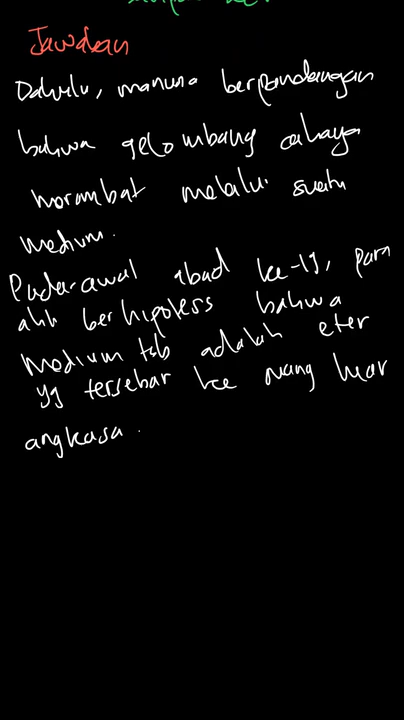 Jawaban
Dahulu, manusia berpandangan
bahwa gelombang cahaya
merambat melalui suatu
medium.
Pada awal abad ke-19, para
ahli berhipotesis bahwa
medium tsb adalah eter
yg tersebar ke ruang luar
angkasa.